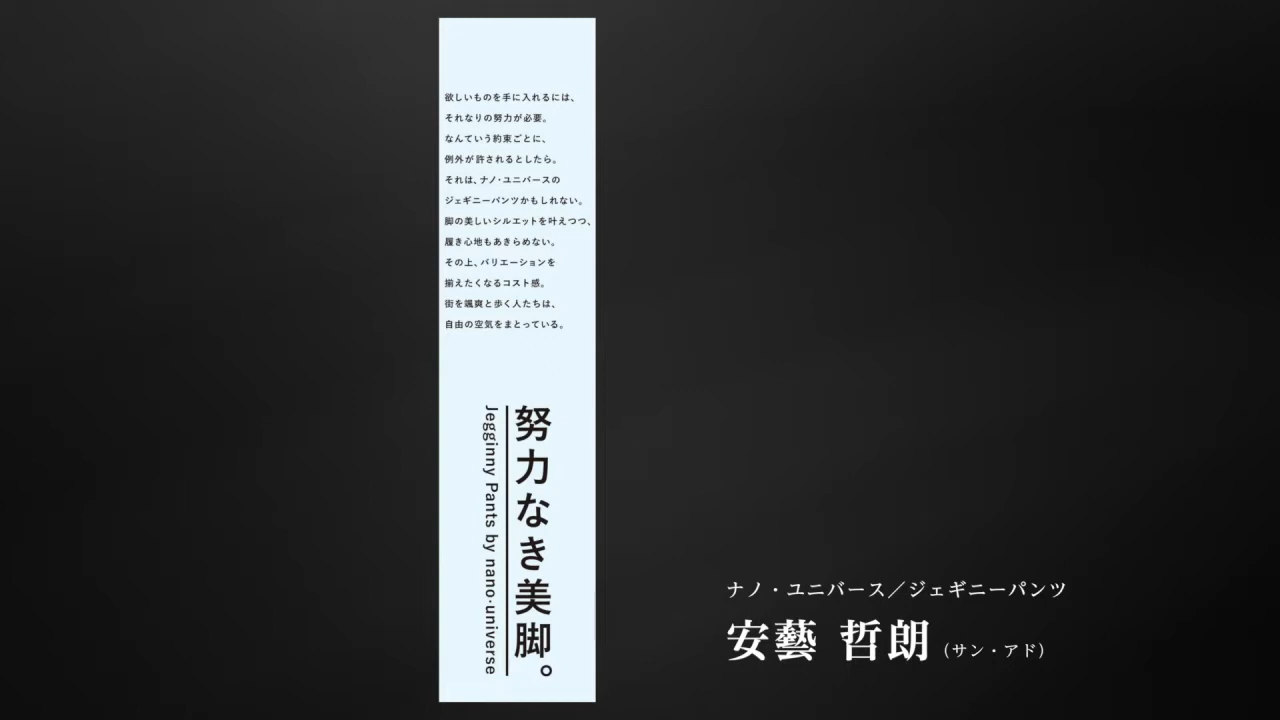 欲しいものを手に入れるには、
それなりの努力が必要。
なんていう約束ごとに、
例外が許されるとしたら。
それは、ナノ・ユニバースの
ジェギニーパンツかもしれない。
脚の美しいシルエットを叶えつつ、
履き心地もあきらめない。
その上、バリエーションを
揃えたくなるコスト感。
街を颯爽と歩く人たちは、
自由の空気をまとっている。
努力なき美脚。
Jegginny Pants by nano・universe
ナノ・ユニバース／ジェギニーパンツ
安藝 哲朗（サン・アド）